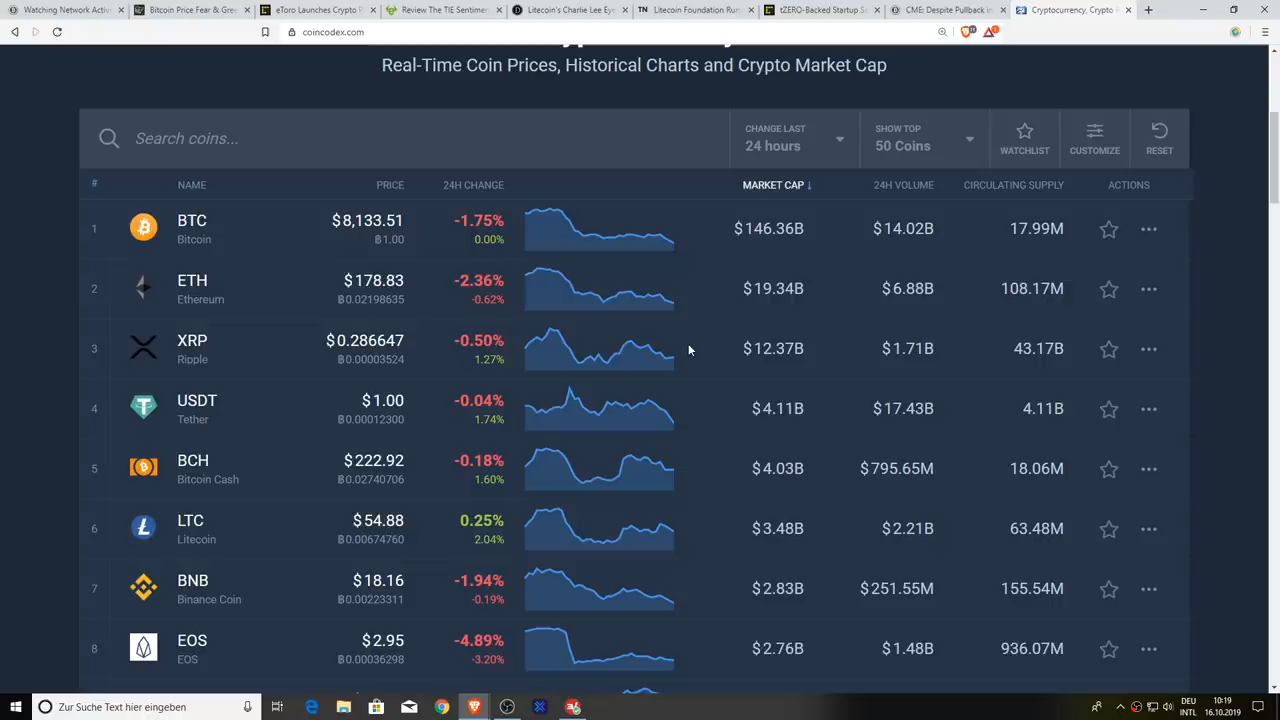 Watching Network Activ
Bitcoin Price Fear & Gree
eToro Launches Crypto P
Review The TIE Sentimen
Litecoin's Charlie Lee Eye
Litecoin Foundation Run
tZERO-Backed Startup Se
CME: Despite Pullback in
Cryptocurrency, Crypto P
coincodex.com
Real-Time Coin Prices, Historical Charts and Crypto Market Cap
Search coins...
CHANGE LAST
24 hours
SHOW TOP
50 Coins
WATCHLIST
CUSTOMIZE
RESET
# NAME PRICE 24H CHANGE MARKET CAP ↓ 24H VOLUME CIRCULATING SUPPLY ACTIONS
1 BTC $8,133.51 -1.75% $146.36B $14.02B 17.99M
Bitcoin ฿1.00 0.00%
2 ETH $178.83 -2.36% $19.34B $6.88B 108.17M
Ethereum ฿0.02198635 -0.62%
3 XRP $0.286647 -0.50% $12.37B $1.71B 43.17B
Ripple ฿0.00003524 1.27%
4 USDT $1.00 -0.04% $4.11B $17.43B 4.11B
Tether ฿0.00012300 1.74%
5 BCH $222.92 -0.18% $4.03B $795.65M 18.06M
Bitcoin Cash ฿0.02740706 1.60%
6 LTC $54.88 0.25% $3.48B $2.21B 63.48M
Litecoin ฿0.00674760 2.04%
7 BNB $18.16 -1.94% $2.83B $251.55M 155.54M
Binance Coin ฿0.00223311 -0.19%
8 EOS $2.95 -4.89% $2.76B $1.48B 936.07M
EOS ฿0.00036298 -3.20%
Zur Suche Text hier eingeben
DEU
INTL
10:19
16.10.2019